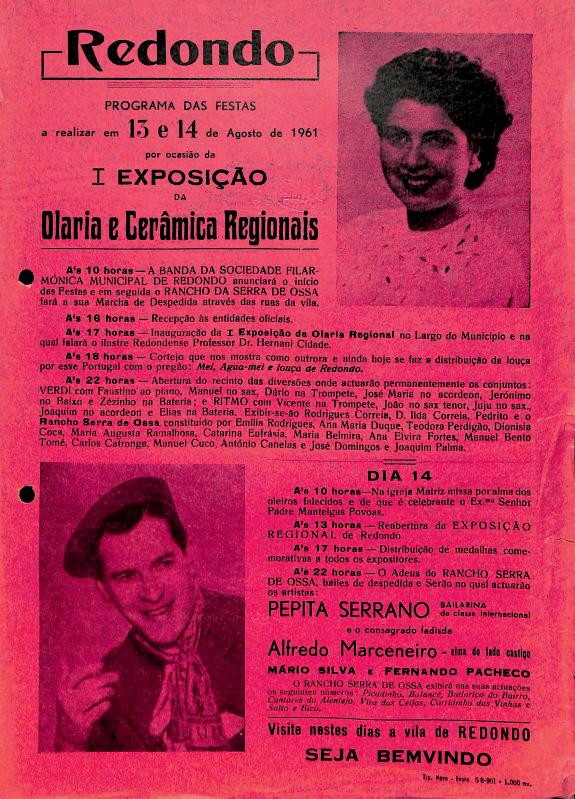 Redondo
PROGRAMA DAS FESTAS
a realizar em 13 e 14 de Agosto de 1961
por ocasião da
I EXPOSIÇÃO
DA
Olaria e Cerâmica Regionais
A's 10 horas — A BANDA DA SOCIEDADE FILAR-
MÓNICA MUNICIPAL DE REDONDO anunciará o início
das Festas e em seguida o RANCHO DA SERRA DE OSSA
fará a sua Marcha de Despedida através das ruas da vila.
A's 16 horas — Recepção às entidades oficiais.
A's 17 horas — Inauguração da I Exposição da Olaria Regional no Largo do Município e na
qual falará o ilustre Redondense Professor Dr. Hernani Cidade.
A's 18 horas — Cortejo que nos mostra como outrora e ainda hoje se faz a distribuição da louça
por esse Portugal com o pregão: Mel, Agua-mel e louça de Redondo.
A's 22 horas — Abertura do recinto das diversões onde actuarão permanentemente os conjuntos:
VERDI com Faustino ao piano, Manuel no sax, Dário na Trompete, José Maria no acordeon, Jerónimo
no Baixo e Zézinho na Bateria; e RITMO com Vicente na Trompete, João no sax tenor, Juju no sax.,
Joaquim no acordeon e Elias na Bateria. Exibir-se-ão Rodrigues Correia, D. Ilda Correia, Pedrito e o
Rancho Serra de Ossa constituido por Emília Rodrigues, Ana Maria Duque, Teodora Perdigão, Dionisia
Coca, Maria Augusta Ramalhosa, Catarina Eufrásia, Maria Belmira, Ana Elvira Fortes, Manuel Bento
Tomé, Carlos Catronga, Manuel Cuco, António Canelas e José Domingos e Joaquim Palma.
DIA 14
A's 10 horas — Na igreja Matriz missa por alma dos
oleiros falecidos e de que é celebrante o Ex.mo Senhor
Padre Mantelgas Povoas.
A's 13 horas — Reabertura da EXPOSIÇÃO
REGIONAL de Redondo
A's 17 horas — Distribuição de medalhas come-
morativas a todos os expositores.
A's 22 horas — O Adeus do RANCHO SERRA
DE OSSA, bailes de despedida e Serão no qual actuarão
os artistas:
PEPITA SERRANO BAILARINA
de classe internacional
e o consagrado fadista
Alfredo Marceneiro - alma do fado castiço
MÁRIO SILVA E FERNANDO PACHECO
O RANCHO SERRA DE OSSA exibirá nas suas actuações
os seguintes números: Picadinho, Balancé, Bailarico do Bairro,
Cantares do Alentejo, Vira das Ceifas, Corridinho das Vinhas e
Salto e Bico.
Visite nestes dias a vila de REDONDO
SEJA BEMVINDO
Tip. Nova - Evora 5-8-961 - 1.000 ex.